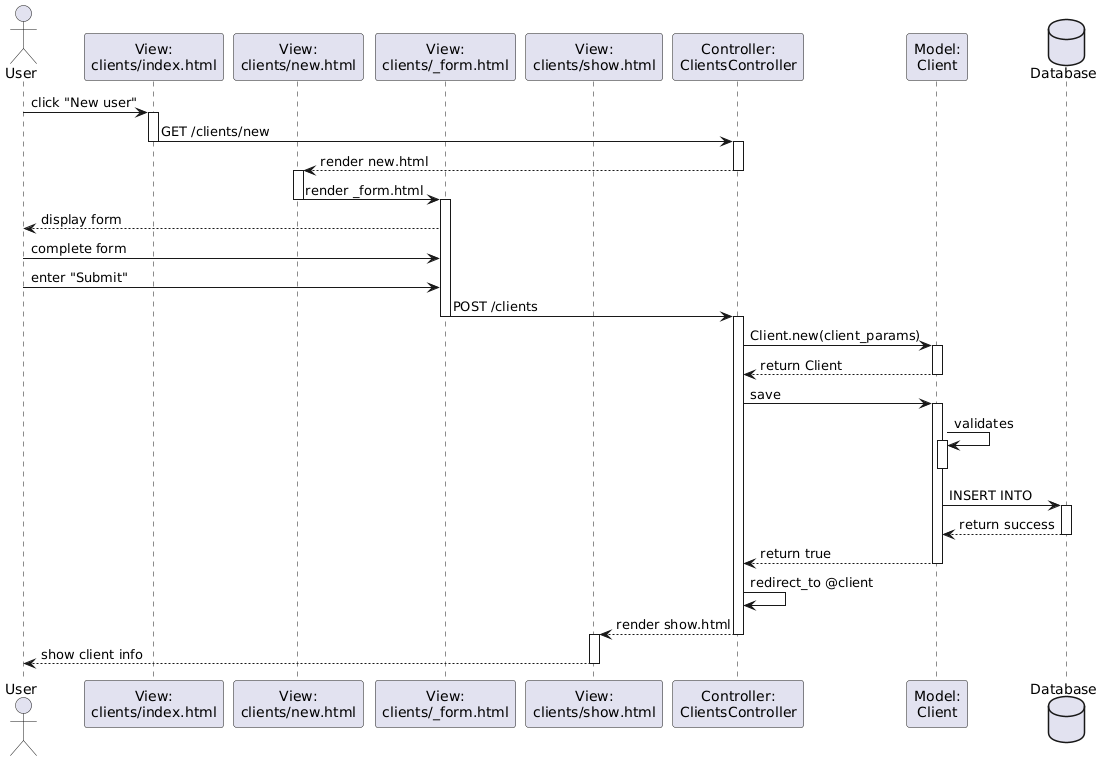 User
View:
clients/index.html
View:
clients/new.html
View:
clients/_form.html
View:
clients/show.html
Controller:
ClientsController
Model:
Client
Database
click "New user"
GET /clients/new
render new.html
render _form.html
display form
complete form
enter "Submit"
POST /clients
Client.new(client_params)
return Client
save
validates
INSERT INTO
return success
return true
redirect_to @client
render show.html
show client info
User
View:
clients/index.html
View:
clients/new.html
View:
clients/_form.html
View:
clients/show.html
Controller:
ClientsController
Model:
Client
Database